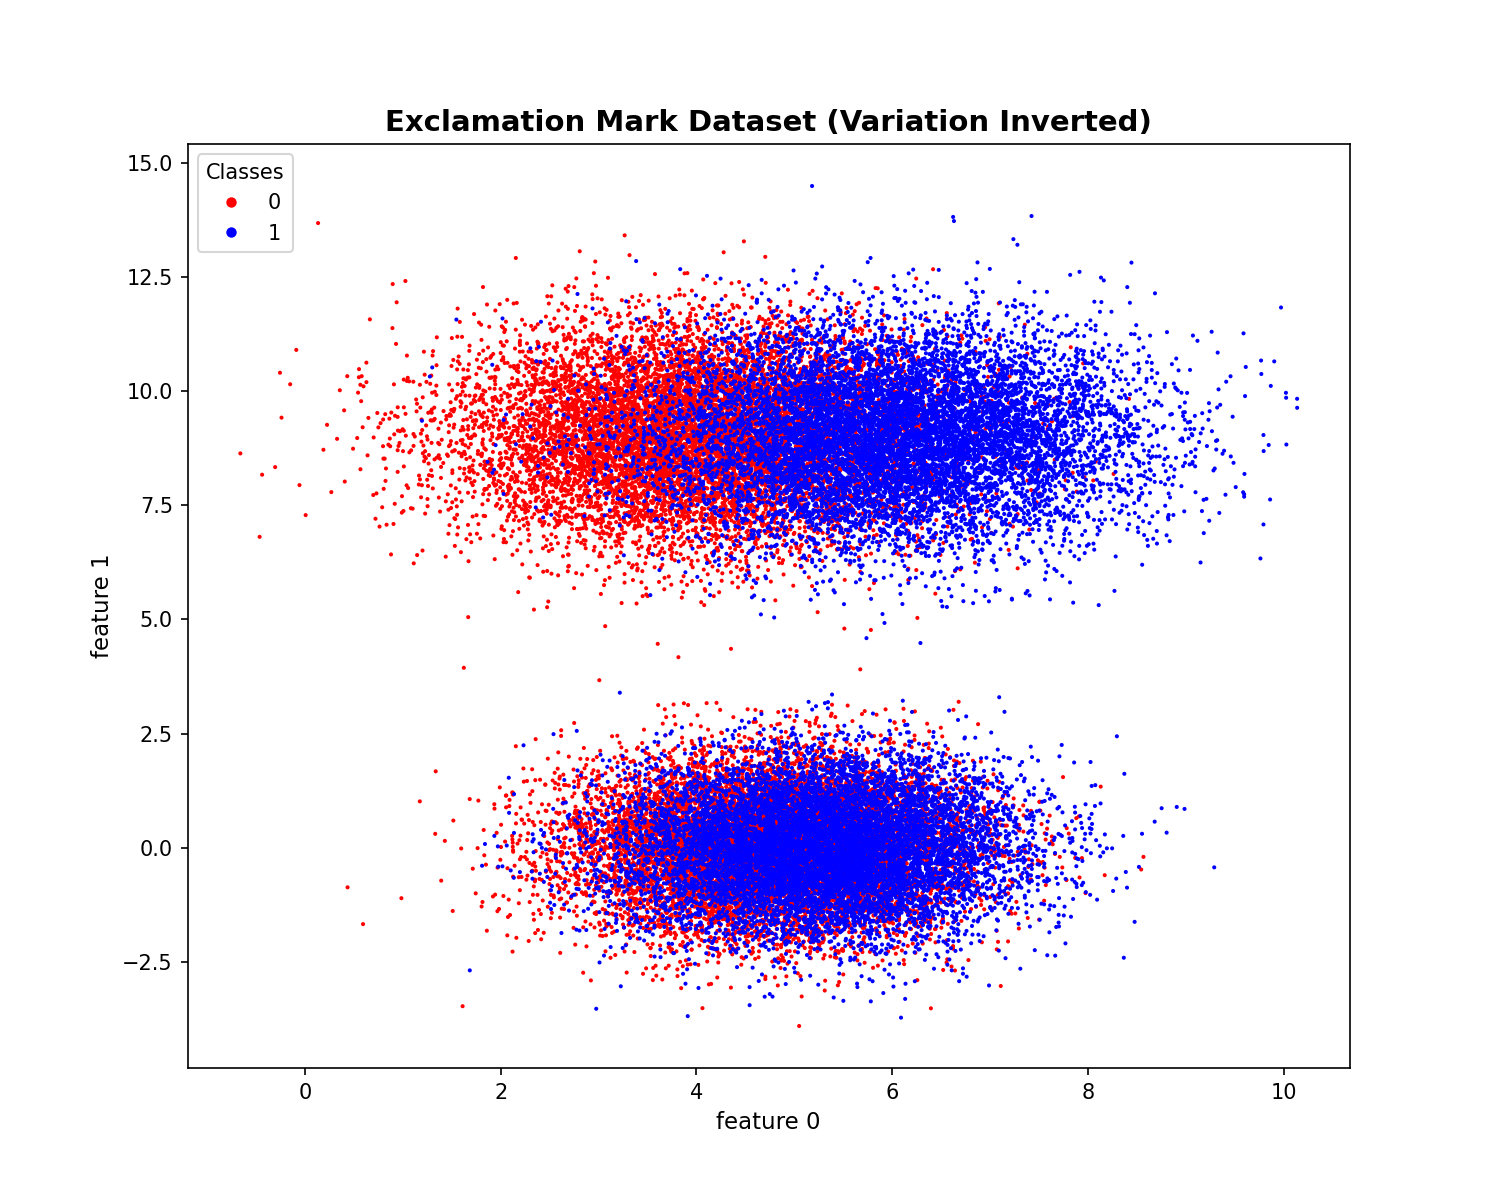 Exclamation Mark Dataset (Variation Inverted)
Classes
0
1
15.0
12.5
10.0
7.5
5.0
2.5
0.0
−2.5
feature 1
0 2 4 6 8 10
feature 0